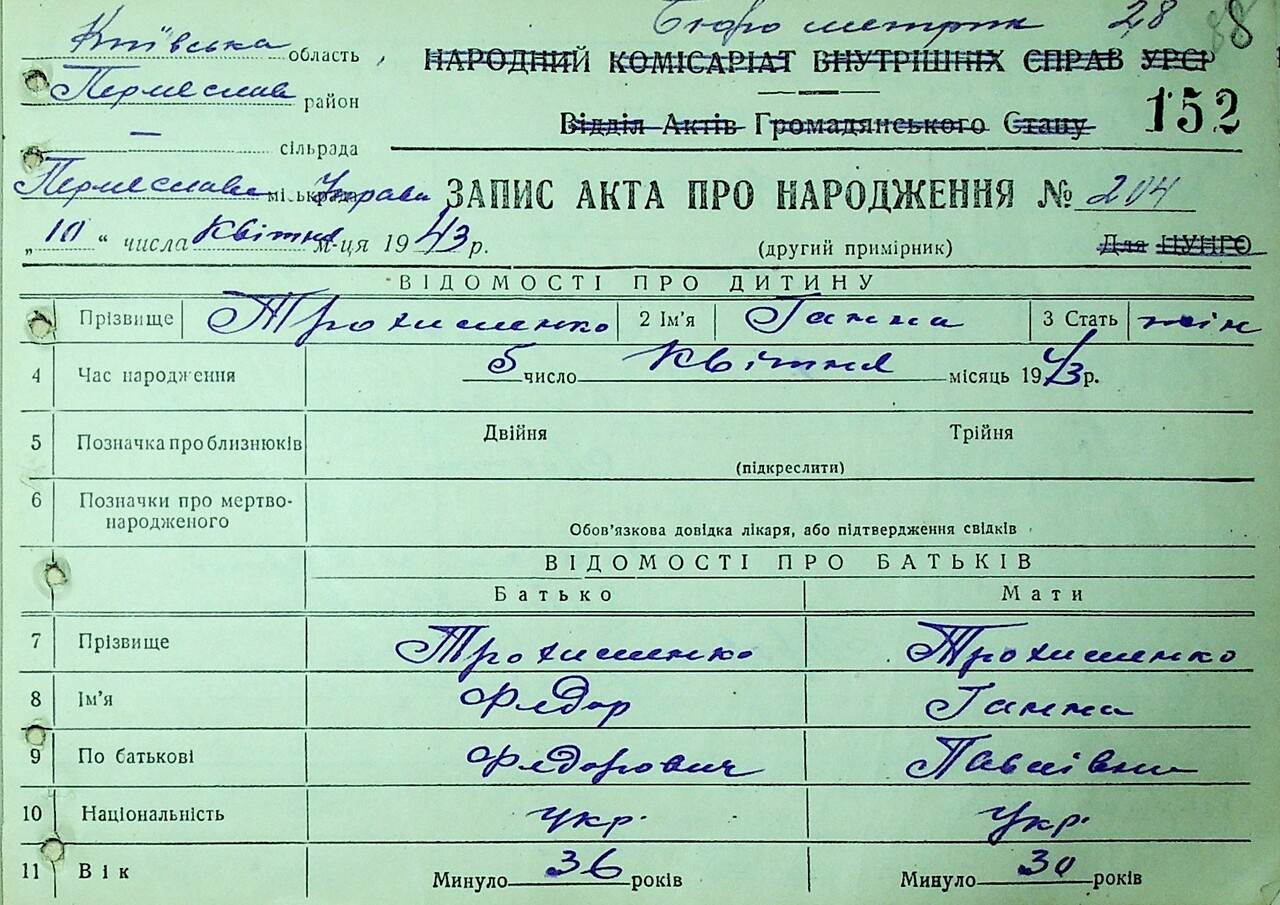 Бюро метрик 28 88
Київська область
НАРОДНИЙ КОМІСАРІАТ ВНУТРІШНІХ СПРАВ УРСР
Переяслав район
Відділ Актів Громадянського Стану 152
— сільрада
Переяслава міськрада Управа
ЗАПИС АКТА ПРО НАРОДЖЕННЯ № 204
„10“ числа Квітня м-ця 1943 р.
(другий примірник) Для ЦУНГО
ВІДОМОСТІ ПРО ДИТИНУ
Прізвище Трохименко 2 Ім'я Ганна 3 Стать жін
4 Час народження 5 число Квітня місяць 1943 р.
5 Позначка про близнюків Двійня Трійня
(підкреслити)
6 Позначки про мертво-
народженого
Обов'язкова довідка лікаря, або підтвердження свідків
ВІДОМОСТІ ПРО БАТЬКІВ
Батько Мати
7 Прізвище Трохименко Трохименко
8 Ім'я Федор Ганна
9 По батькові Федорович Павлівна
10 Національність укр. Укр.
11 Вік Минуло 36 років Минуло 30 років